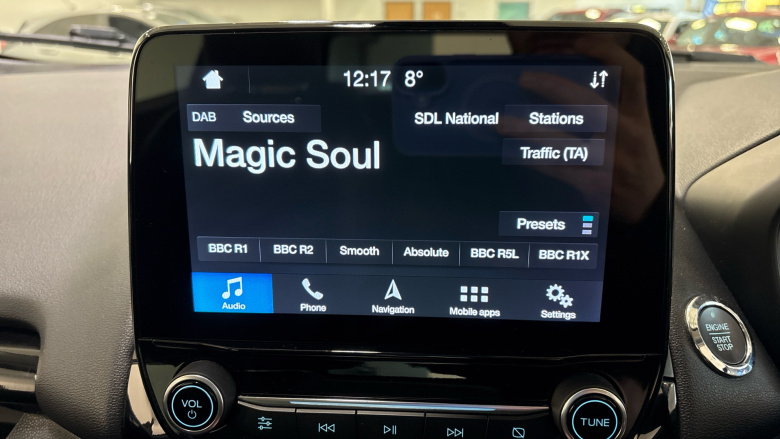 12:17 8°
DAB Sources SDL National Stations
Magic Soul Traffic (TA)
Presets
BBC R1 BBC R2 Smooth Absolute BBC R5L BBC R1X
Audio Phone Navigation Mobile apps Settings
ENGINE
START
STOP
VOL TUNE